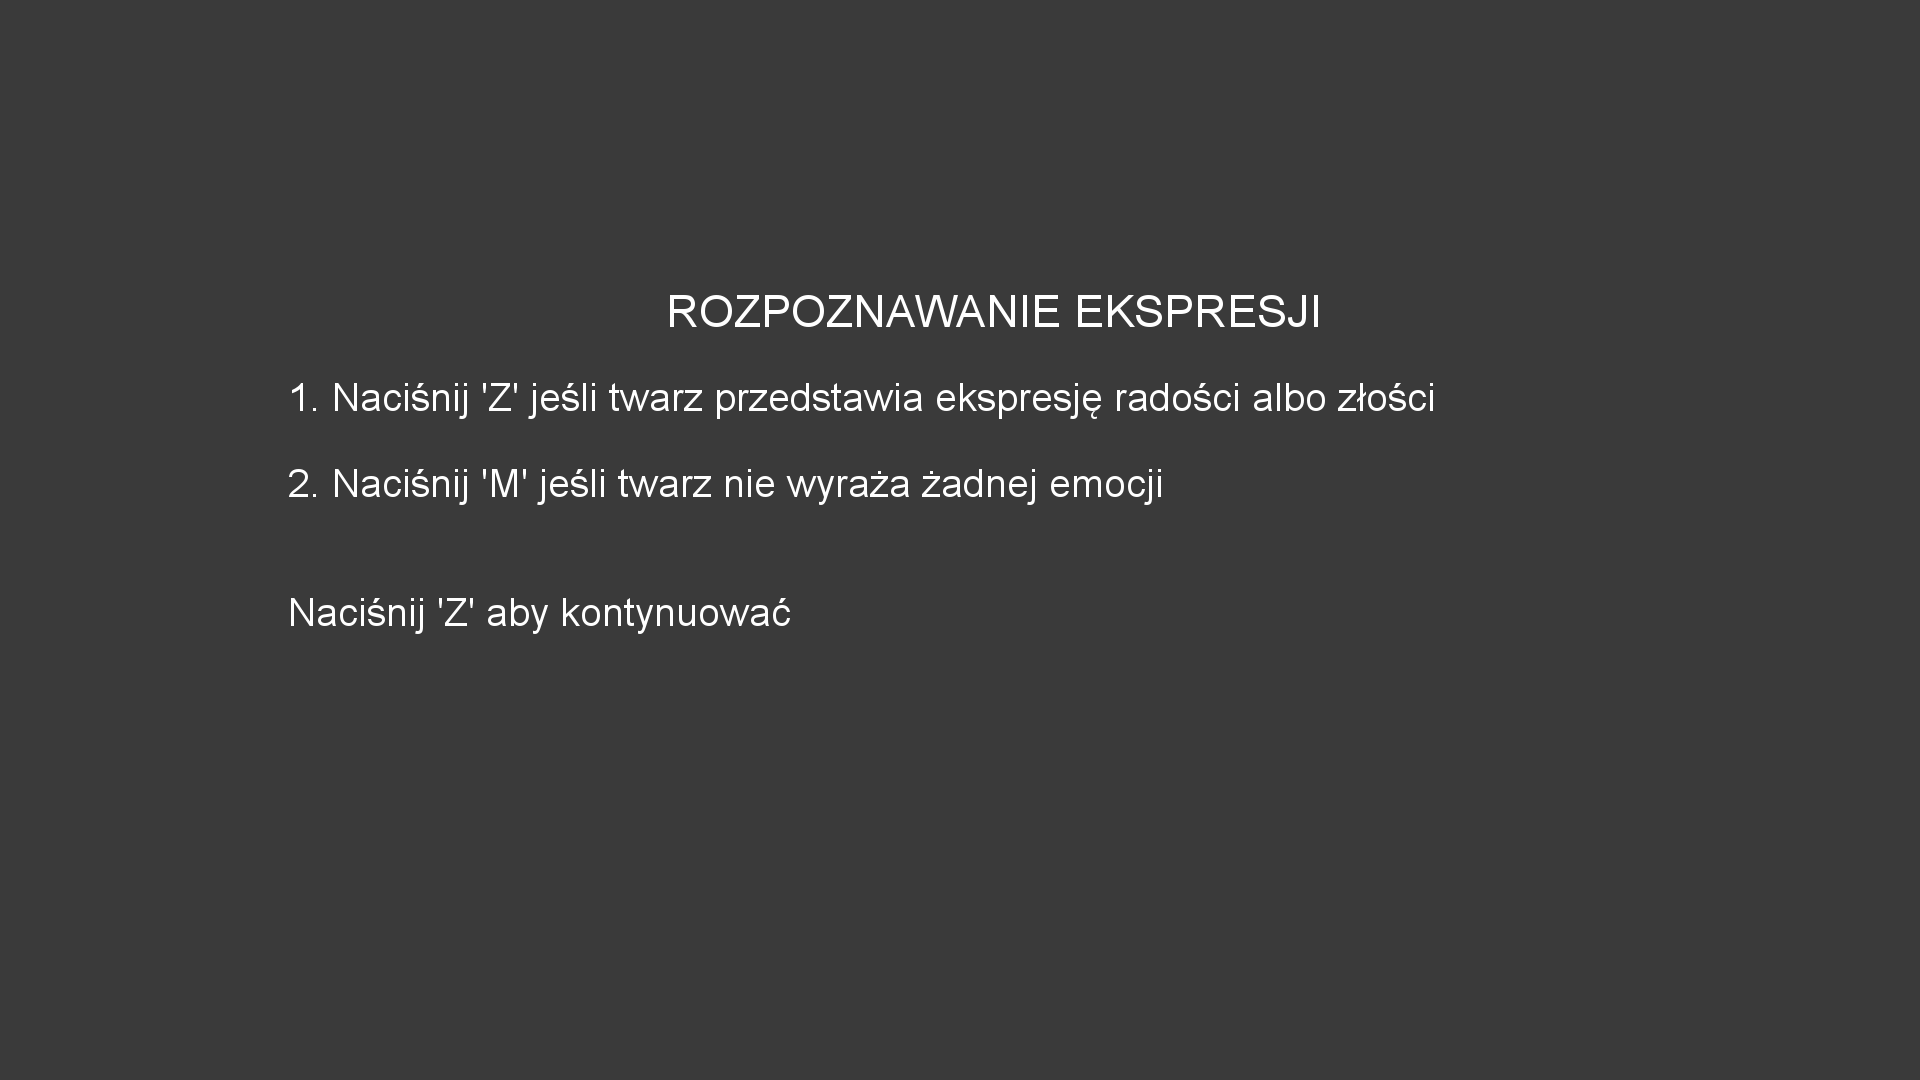 ROZPOZNAWANIE EKSPRESJI
1. Naciśnij 'Z' jeśli twarz przedstawia ekspresję radości albo złości
2. Naciśnij 'M' jeśli twarz nie wyraża żadnej emocji
Naciśnij 'Z' aby kontynuować